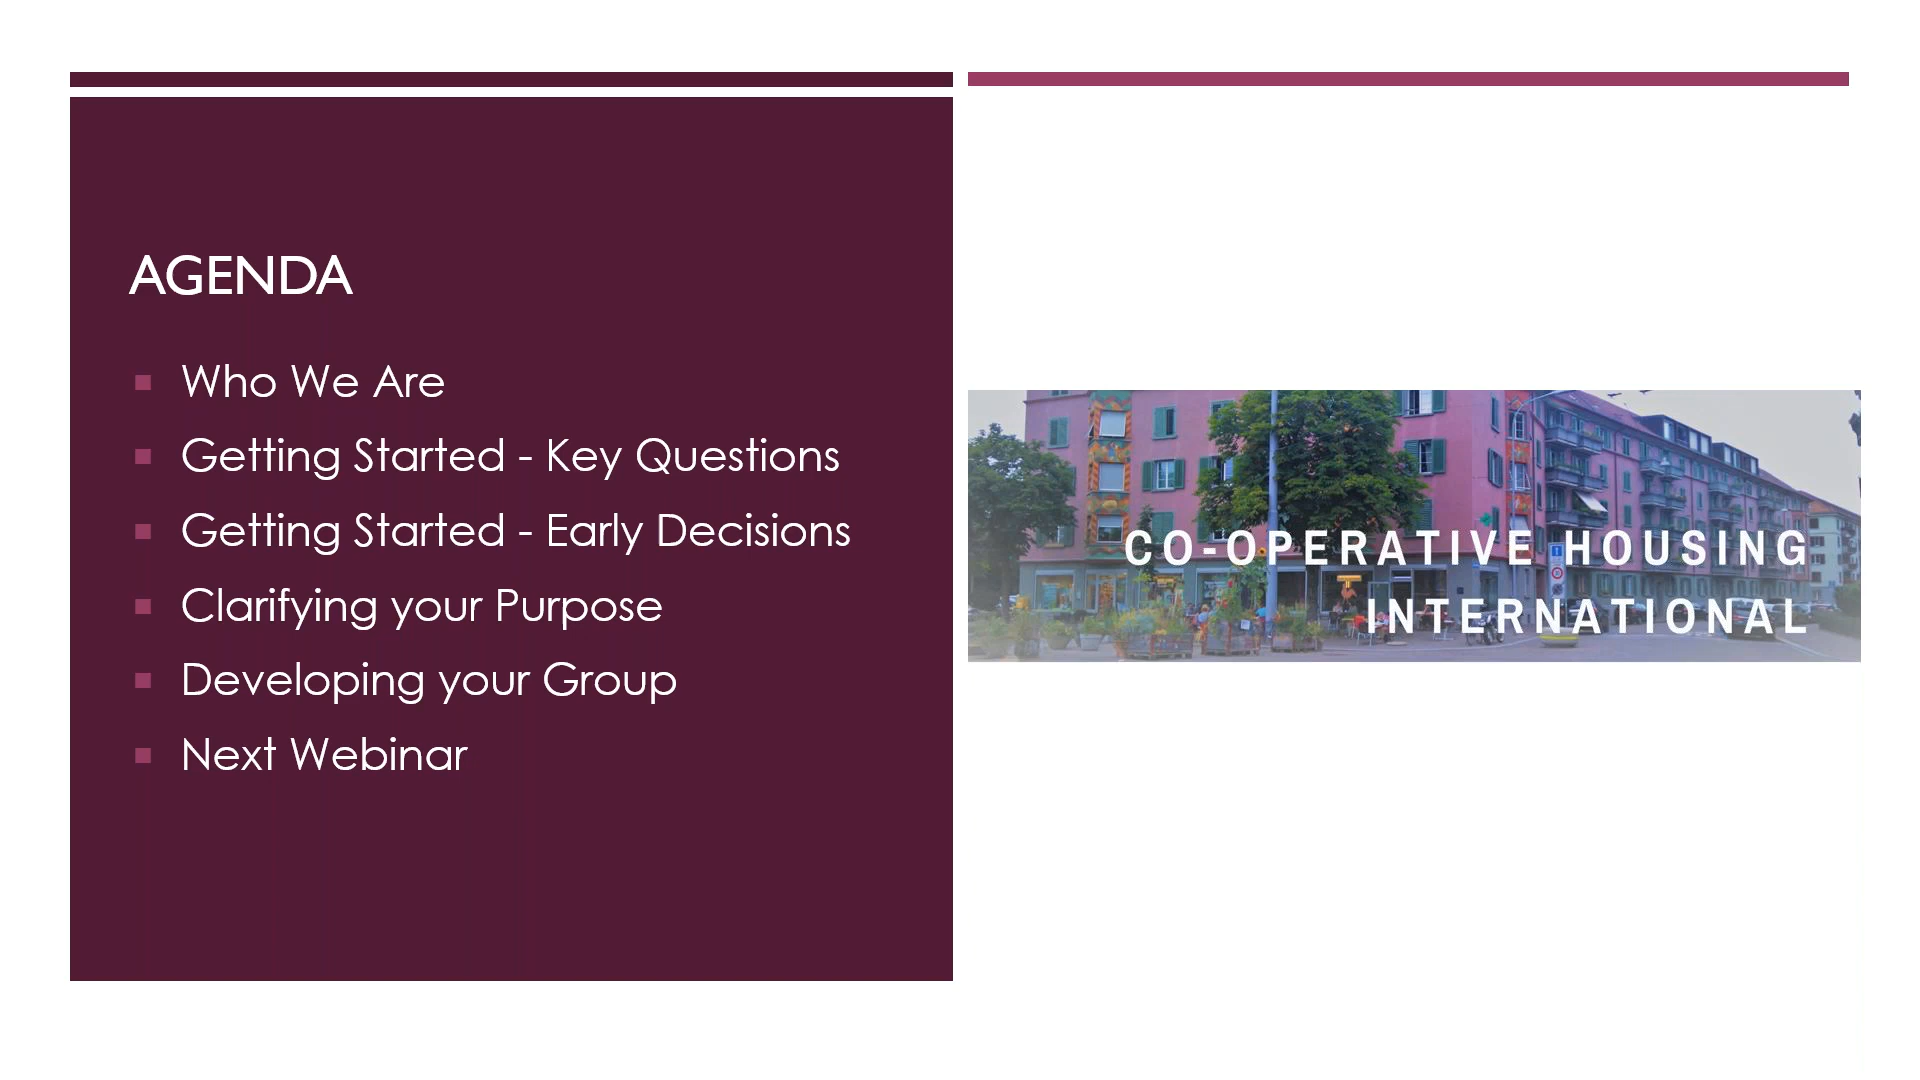 AGENDA
Who We Are
Getting Started - Key Questions
Getting Started - Early Decisions
Clarifying your Purpose
Developing your Group
Next Webinar
CO-OPERATIVE HOUSING
INTERNATIONAL